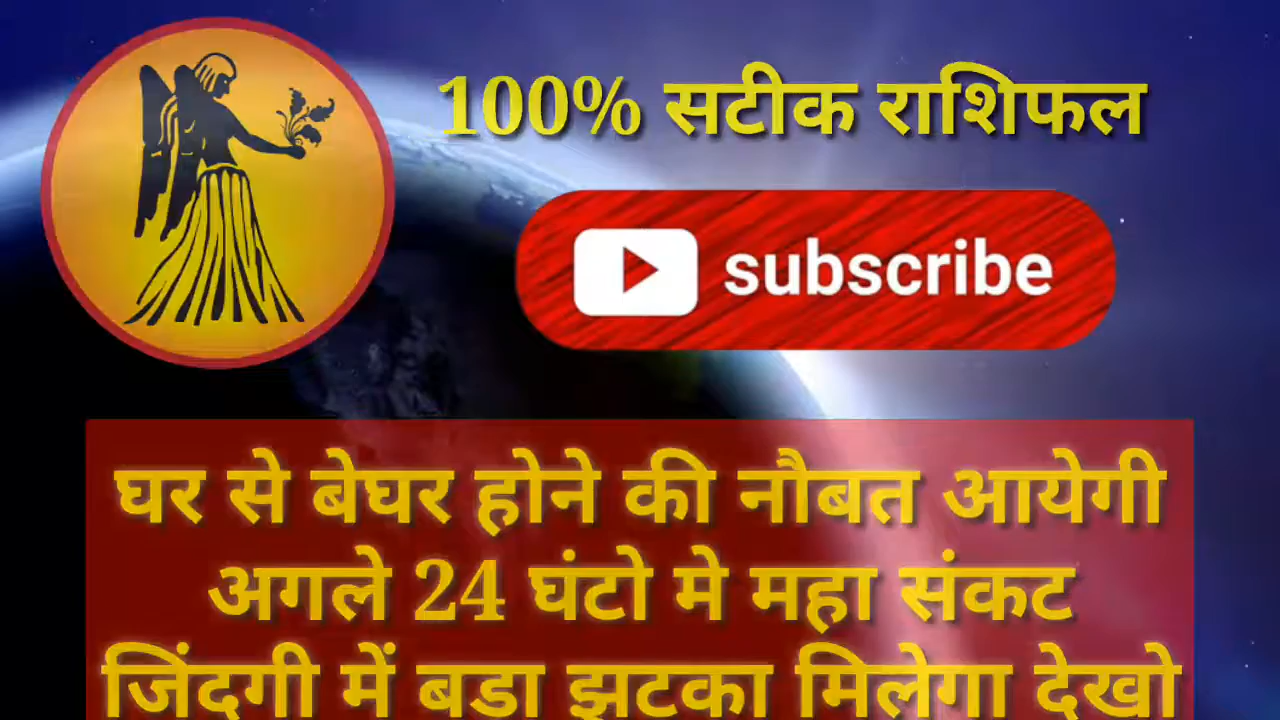 100% सटीक राशिफल
subscribe
घर से बेघर होने की नौबत आयेगी
अगले 24 घंटो मे महा संकट
जिंदगी में बडा झटका मिलेगा देखो